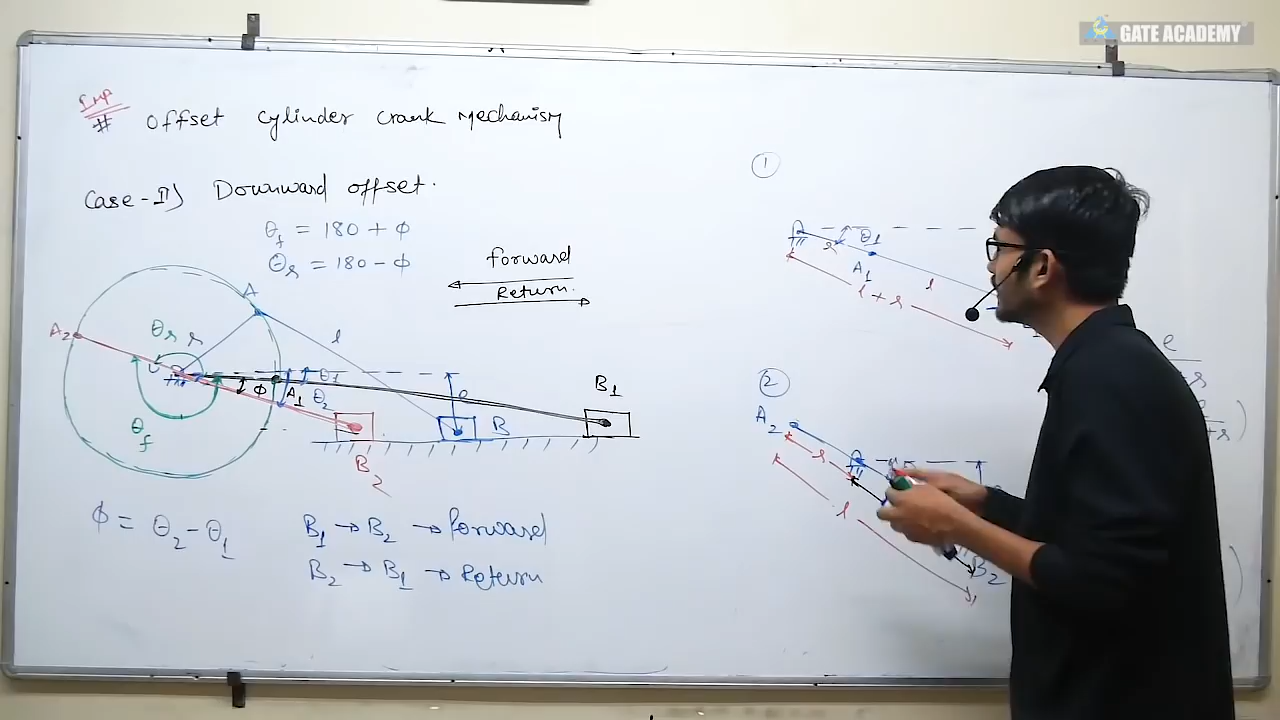 GATE ACADEMY
Imp
# offset cylinder crank Mechanism
Case-II) Downward offset.
θf = 180 + φ
θr = 180 - φ
forward
Return
A
A2
θr
r
l
θ1
θ2
φ
A1
e
B
B1
B2
θf
φ = θ2 - θ1
B1 → B2 → forward
B2 → B1 → Return
1
θ1
r
A1
l
l + r
2
A2
r
l
B2
e